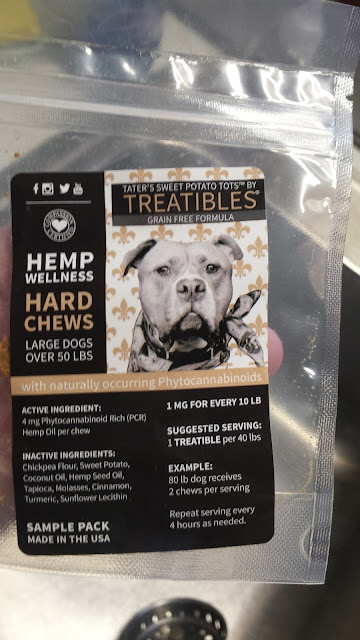 TATER'S SWEET POTATO TOTS™ BY
TREATIBLES®
GRAIN FREE FORMULA
HEMP
WELLNESS
HARD
CHEWS
LARGE DOGS
OVER 50 LBS
with naturally occurring Phytocannabinoids
ACTIVE INGREDIENT:
4 mg Phytocannabinoid Rich (PCR)
Hemp Oil per chew
INACTIVE INGREDIENTS:
Chickpea Flour, Sweet Potato,
Coconut Oil, Hemp Seed Oil,
Tapioca, Molasses, Cinnamon,
Turmeric, Sunflower Lecithin
SAMPLE PACK
MADE IN THE USA
1 MG FOR EVERY 10 LB
SUGGESTED SERVING:
1 TREATIBLE per 40 lbs
EXAMPLE:
80 lb dog receives
2 chews per serving
Repeat serving every
4 hours as needed.